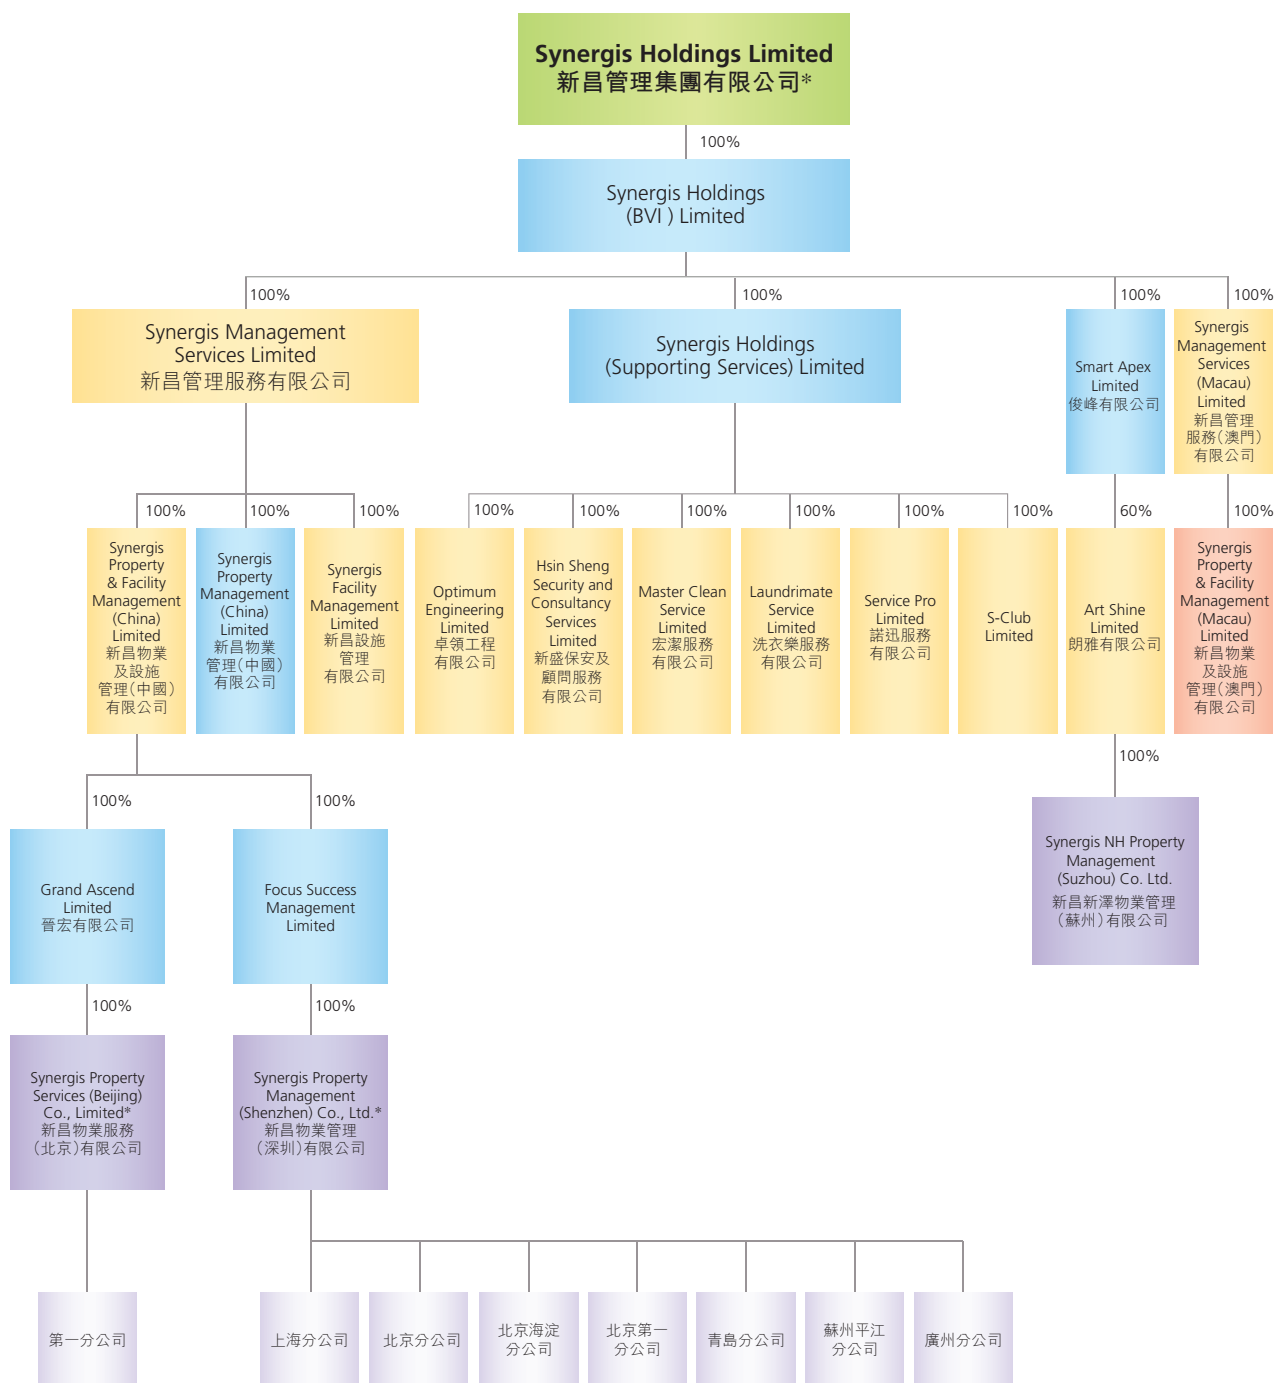 Synergis Holdings Limited
新昌管理集團有限公司*
100%
Synergis Holdings
(BVI ) Limited
100%
100%
100%
100%
Synergis Management
Services Limited
新昌管理服務有限公司
Synergis Holdings
(Supporting Services) Limited
Smart Apex
Limited
俊峰有限公司
Synergis
Management
Services
(Macau)
Limited
新昌管理
服務(澳門)
有限公司
100%
100%
100%
100%
100%
100%
100%
100%
100%
60%
100%
Synergis
Property
& Facility
Management
(China)
Limited
新昌物業
及設施
管理(中國)
有限公司
Synergis
Property
Management
(China)
Limited
新昌物業
管理(中國)
有限公司
Synergis
Facility
Management
Limited
新昌設施
管理
有限公司
Optimum
Engineering
Limited
卓領工程
有限公司
Hsin Sheng
Security and
Consultancy
Services
Limited
新盛保安及
顧問服務
有限公司
Master Clean
Service
Limited
宏潔服務
有限公司
Laundrimate
Service
Limited
洗衣樂服務
有限公司
Service Pro
Limited
諾迅服務
有限公司
S-Club
Limited
Art Shine
Limited
朗雅有限公司
Synergis
Property
& Facility
Management
(Macau)
Limited
新昌物業
及設施
管理(澳門)
有限公司
100%
100%
100%
Grand Ascend
Limited
晉宏有限公司
Focus Success
Management
Limited
Synergis NH Property
Management
(Suzhou) Co. Ltd.
新昌新澤物業管理
(蘇州)有限公司
100%
100%
Synergis Property
Services (Beijing)
Co., Limited*
新昌物業服務
(北京)有限公司
Synergis Property
Management
(Shenzhen) Co., Ltd.*
新昌物業管理
(深圳)有限公司
第一分公司
上海分公司
北京分公司
北京海淀
分公司
北京第一
分公司
青島分公司
蘇州平江
分公司
廣州分公司